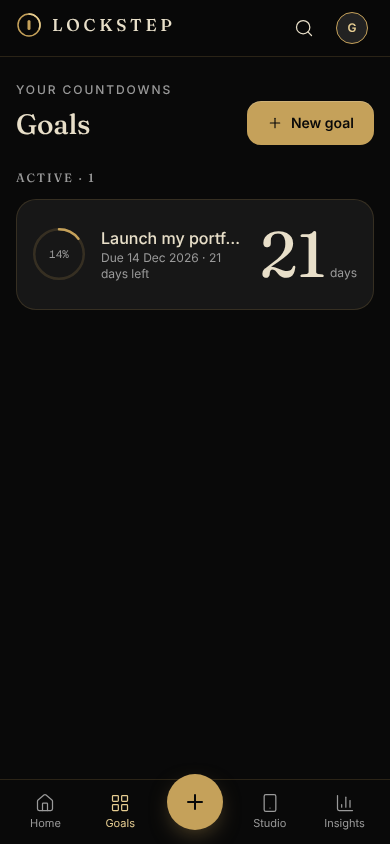 LOCKSTEP
G
YOUR COUNTDOWNS
Goals
New goal
ACTIVE · 1
14%
Launch my portf...
Due 14 Dec 2026 · 21
days left
21 days
Home
Goals
Studio
Insights